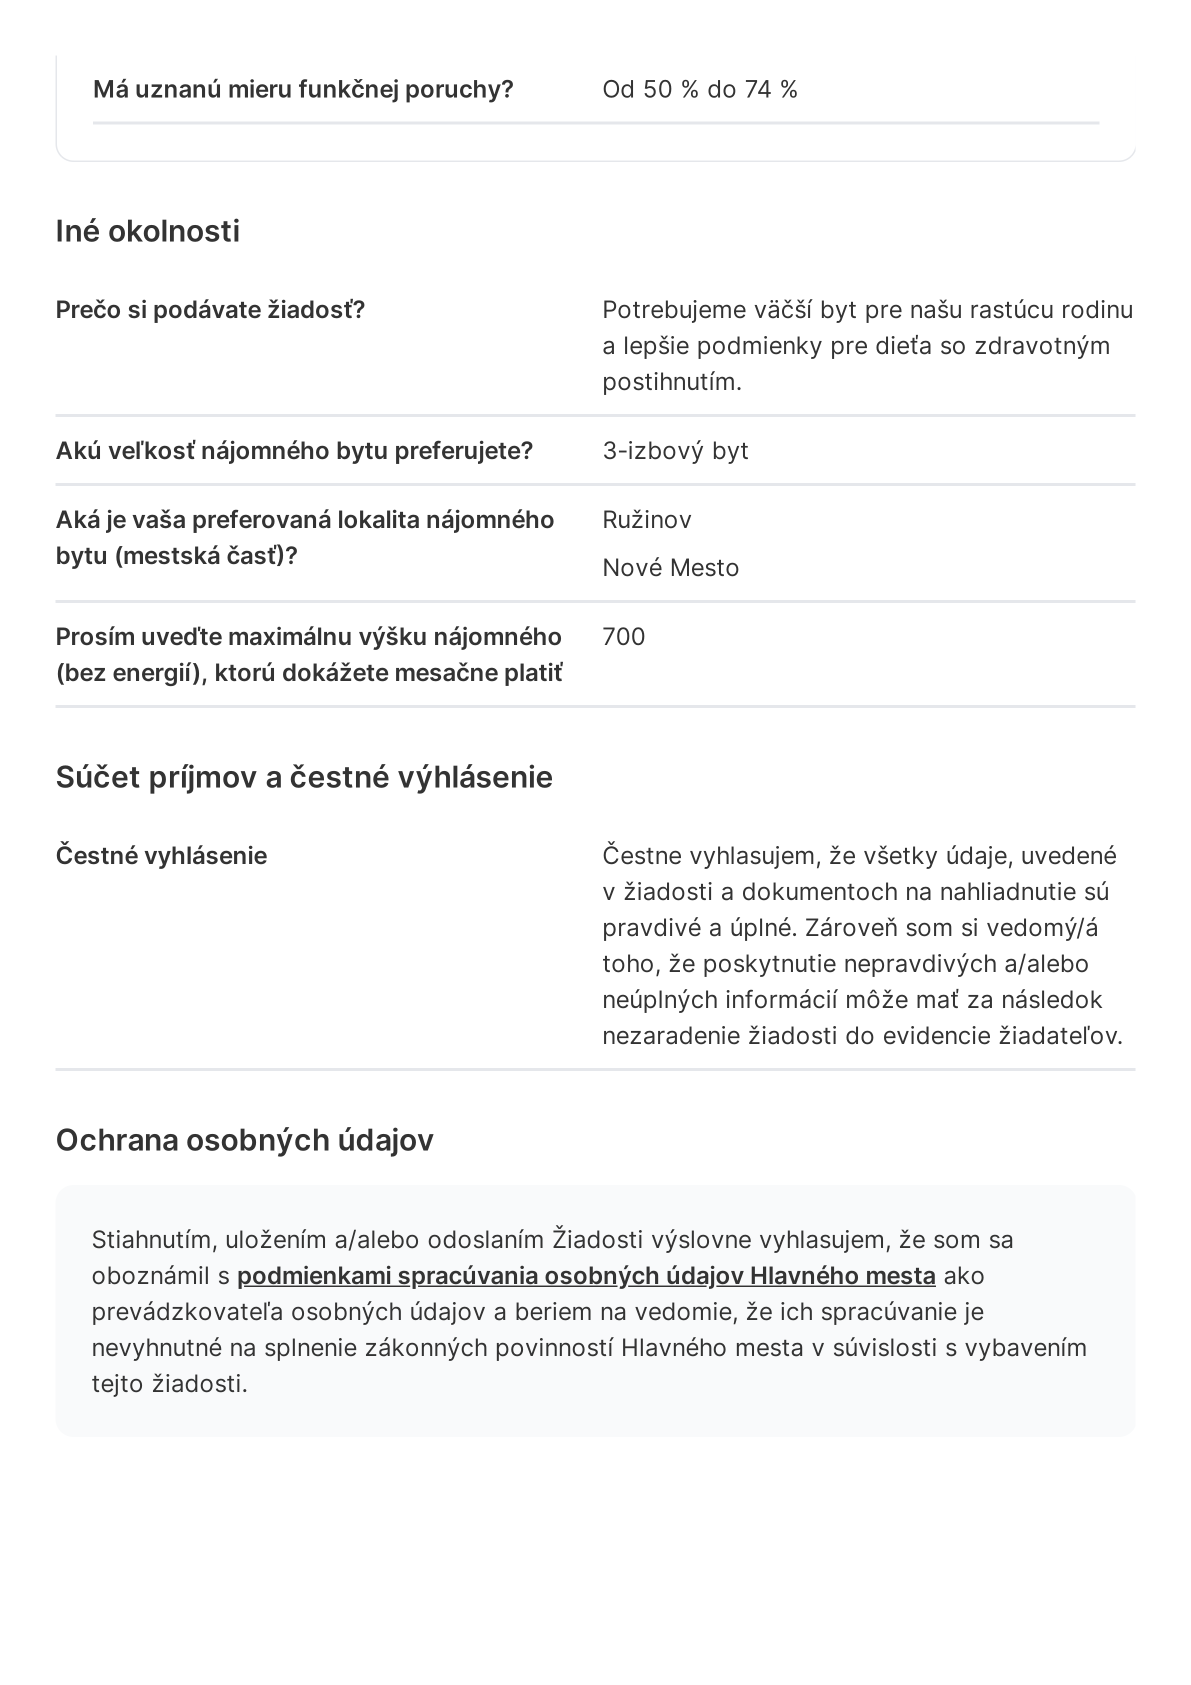 Má uznanú mieru funkčnej poruchy? Od 50 % do 74 %
Iné okolnosti
Prečo si podávate žiadosť? Potrebujeme väčší byt pre našu rastúcu rodinu
a lepšie podmienky pre dieťa so zdravotným
postihnutím.
Akú veľkosť nájomného bytu preferujete? 3-izbový byt
Aká je vaša preferovaná lokalita nájomného
bytu (mestská časť)?
Ružinov
Nové Mesto
Prosím uveďte maximálnu výšku nájomného
(bez energií), ktorú dokážete mesačne platiť
700
Súčet príjmov a čestné výhlásenie
Čestné vyhlásenie
Čestne vyhlasujem, že všetky údaje, uvedené
v žiadosti a dokumentoch na nahliadnutie sú
pravdivé a úplné. Zároveň som si vedomý/á
toho, že poskytnutie nepravdivých a/alebo
neúplných informácií môže mať za následok
nezaradenie žiadosti do evidencie žiadateľov.
Ochrana osobných údajov
Stiahnutím, uložením a/alebo odoslaním Žiadosti výslovne vyhlasujem, že som sa
oboznámil s podmienkami spracúvania osobných údajov Hlavného mesta ako
prevádzkovateľa osobných údajov a beriem na vedomie, že ich spracúvanie je
nevyhnutné na splnenie zákonných povinností Hlavného mesta v súvislosti s vybavením
tejto žiadosti.